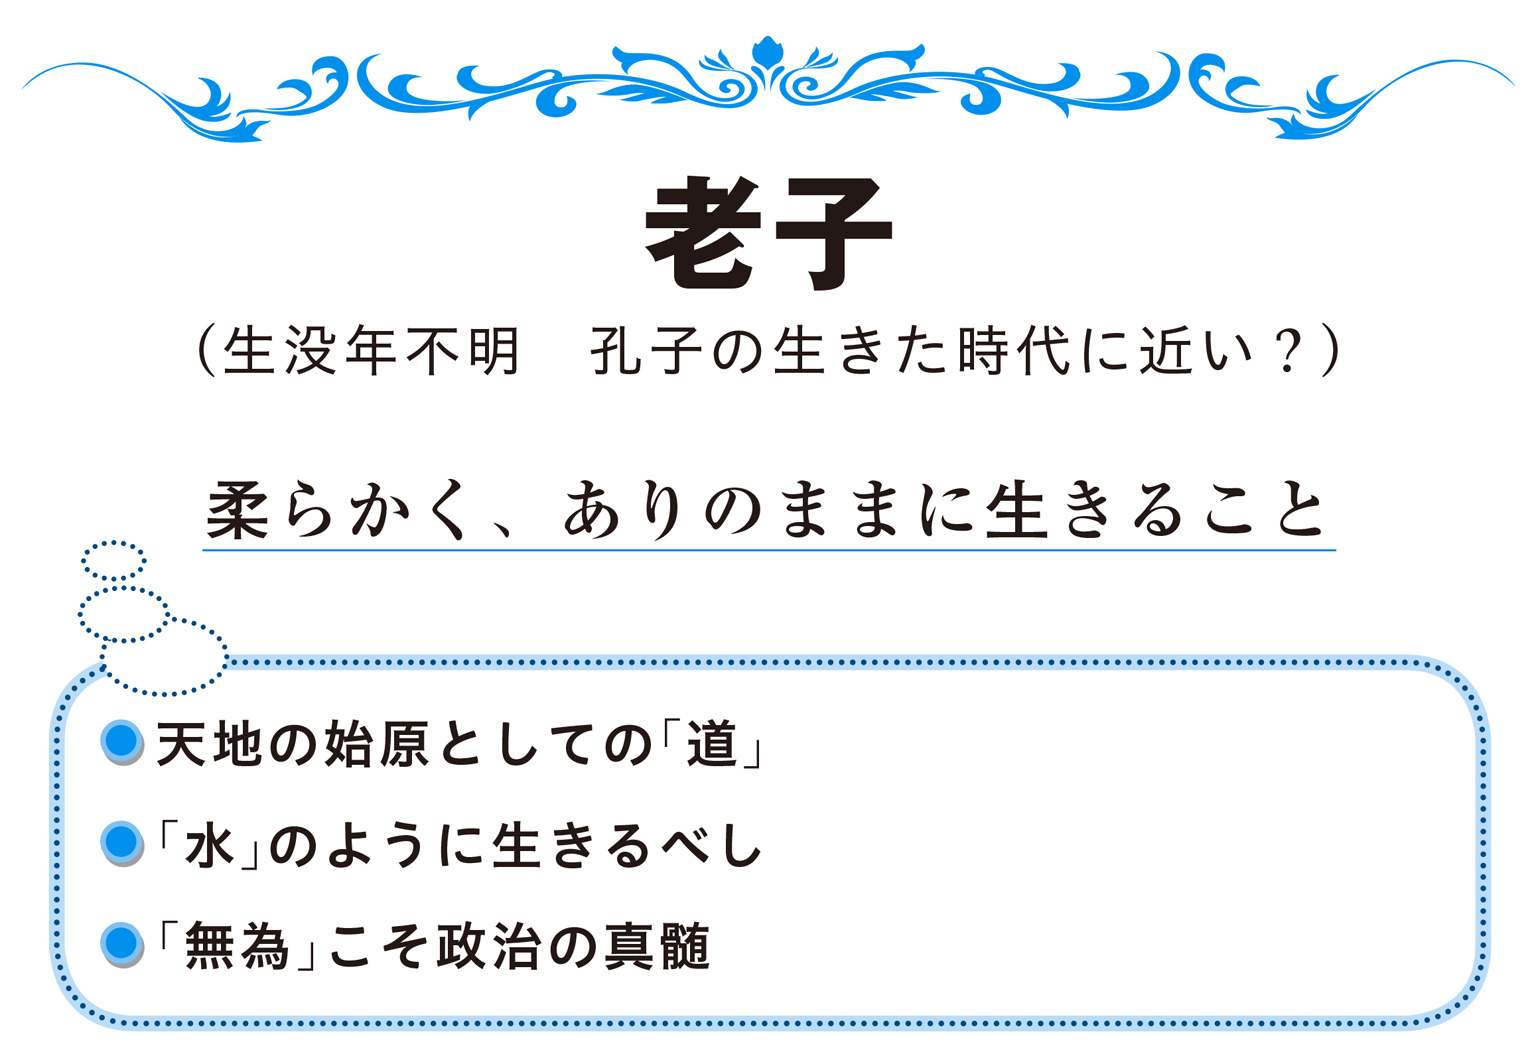 老子
（生没年不明　孔子の生きた時代に近い？）
柔らかく、ありのままに生きること
天地の始原としての「道」
「水」のように生きるべし
「無為」こそ政治の真髄